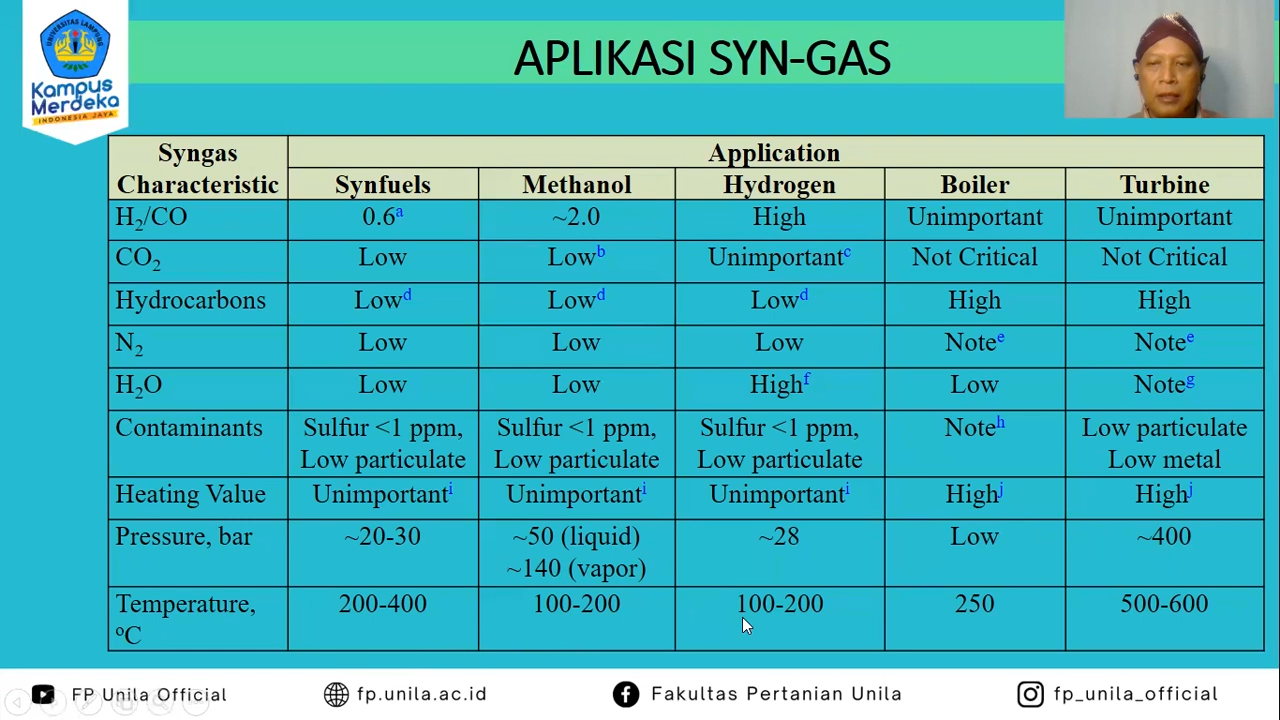 UNIVERSITAS LAMPUNG
Kampus
Merdeka
INDONESIA JAYA
APLIKASI SYN-GAS
Syngas Characteristic | Application
Synfuels | Methanol | Hydrogen | Boiler | Turbine
H₂/CO | 0.6ᵃ | ~2.0 | High | Unimportant | Unimportant
CO₂ | Low | Lowᵇ | Unimportantᶜ | Not Critical | Not Critical
Hydrocarbons | Lowᵈ | Lowᵈ | Lowᵈ | High | High
N₂ | Low | Low | Low | Noteᵉ | Noteᵉ
H₂O | Low | Low | Highᶠ | Low | Noteᵍ
Contaminants | Sulfur <1 ppm, Low particulate | Sulfur <1 ppm, Low particulate | Sulfur <1 ppm, Low particulate | Noteʰ | Low particulate Low metal
Heating Value | Unimportantⁱ | Unimportantⁱ | Unimportantⁱ | Highʲ | Highʲ
Pressure, bar | ~20-30 | ~50 (liquid) ~140 (vapor) | ~28 | Low | ~400
Temperature, ºC | 200-400 | 100-200 | 100-200 | 250 | 500-600
FP Unila Official
fp.unila.ac.id
Fakultas Pertanian Unila
fp_unila_official